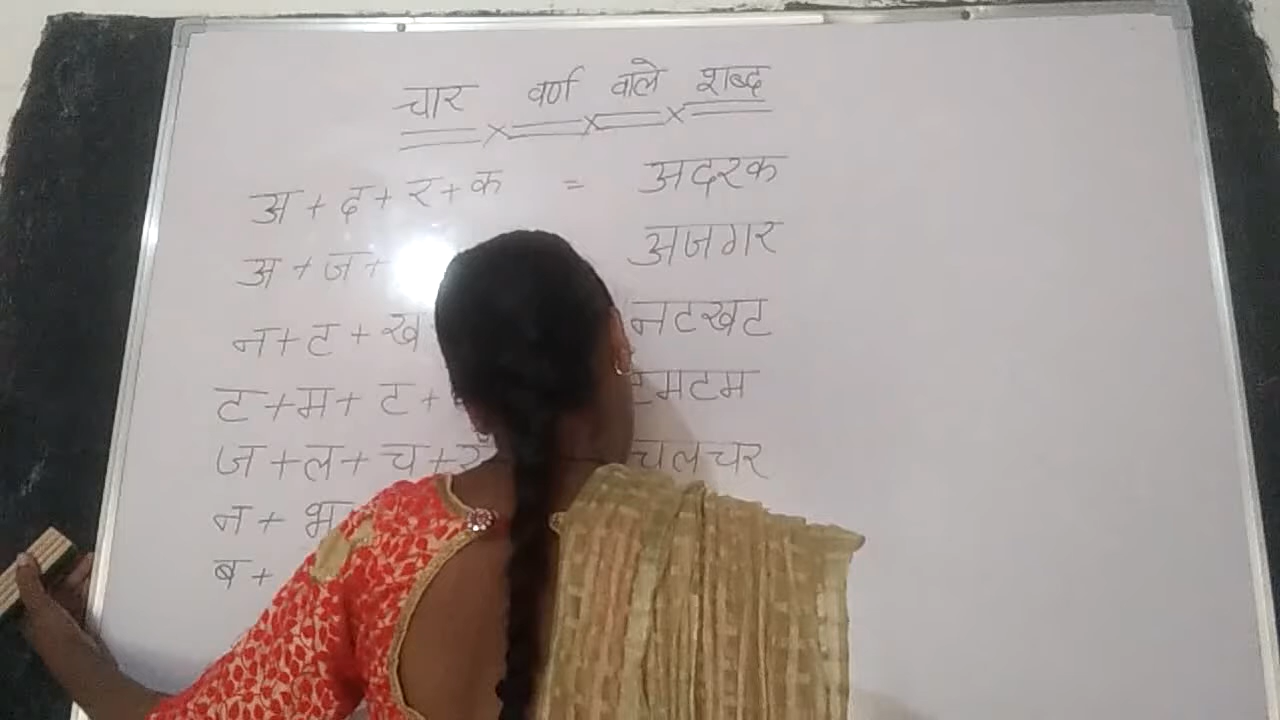 चार वर्ण वाले शब्द
अ + द + र + क = अदरक
अ + ज + अजगर
न + ट + ख नटखट
ट + म + ट + टमटम
ज + ल + च + र चलचर
न + भ
ब +